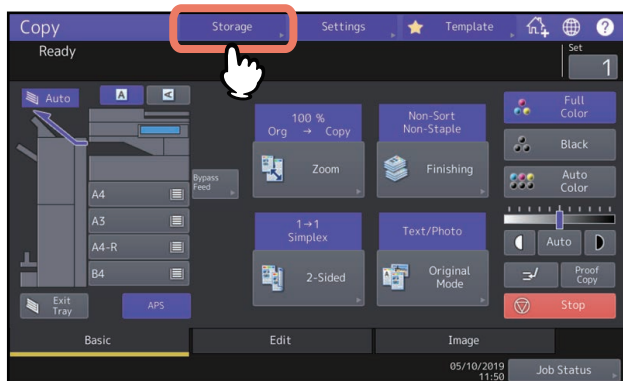 Copy
Storage
Settings
Template
?
Ready
Set
1
Auto
A
A
Bypass
Feed
A4
A3
A4-R
B4
Exit
Tray
APS
100 %
Org → Copy
Zoom
Non-Sort
Non-Staple
Finishing
1→1
Simplex
2-Sided
Text/Photo
Original
Mode
Full
Color
Black
Auto
Color
Auto
Proof
Copy
Stop
Basic
Edit
Image
05/10/2019
11:50
Job Status